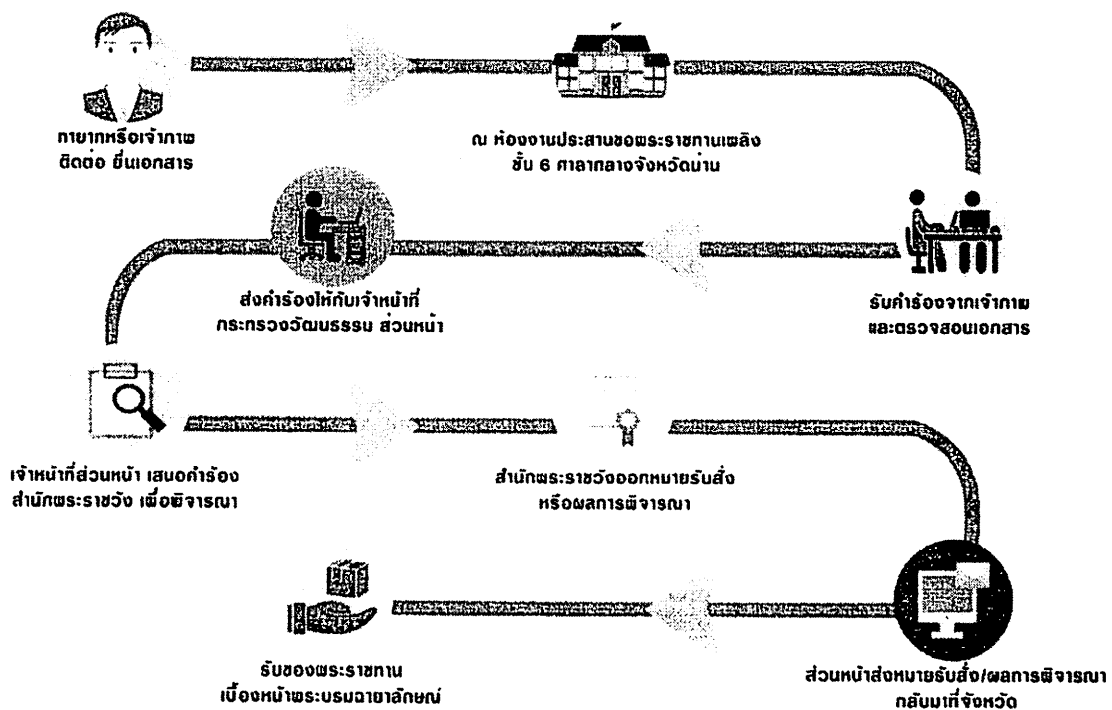 ทายาทหรือเจ้าภาพ
ติดต่อ ยื่นเอกสาร
ณ ห้องงานประสานขอพระราชทานเพลิง
ชั้น 6 ศาลากลางจังหวัดน่าน
รับคำร้องจากเจ้าภาพ
และตรวจสอบเอกสาร
ส่งคำร้องให้กับเจ้าหน้าที่
กระทรวงวัฒนธรรม ส่วนหน้า
เจ้าหน้าที่ส่วนหน้า เสนอคำร้อง
สำนักพระราชวัง เพื่อพิจารณา
สำนักพระราชวังออกหมายรับสั่ง
หรือผลการพิจารณา
ส่วนหน้าส่งหมายรับสั่ง/ผลการพิจารณา
กลับมาที่จังหวัด
รับของพระราชทาน
เบื้องหน้าพระบรมฉายาลักษณ์